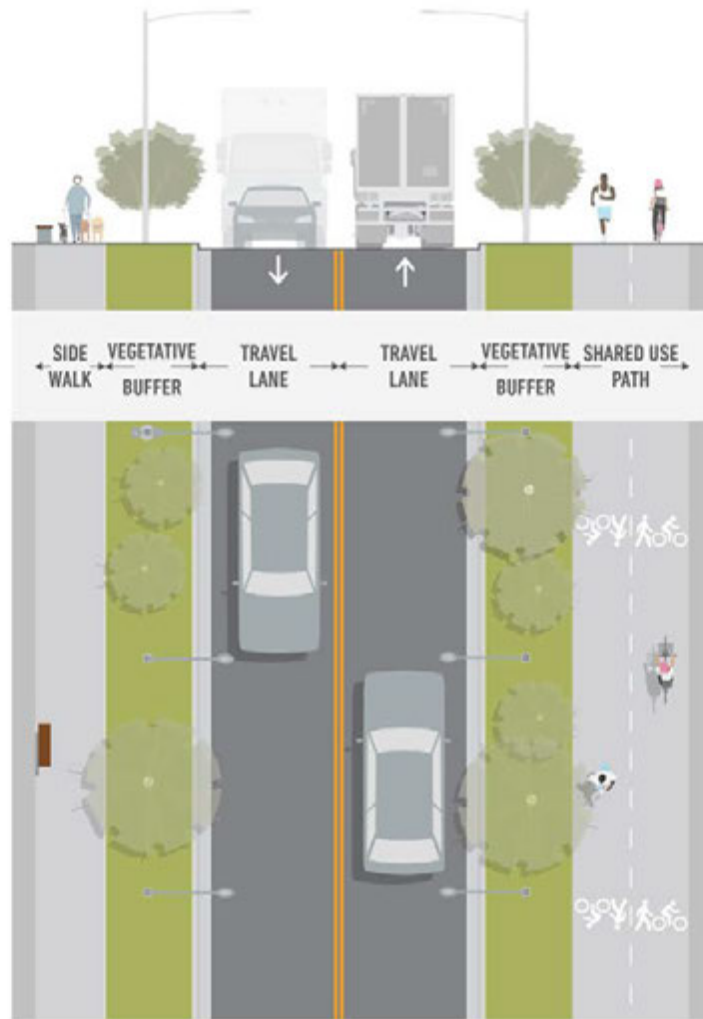 SIDE WALK
VEGETATIVE BUFFER
TRAVEL LANE
TRAVEL LANE
VEGETATIVE BUFFER
SHARED USE PATH